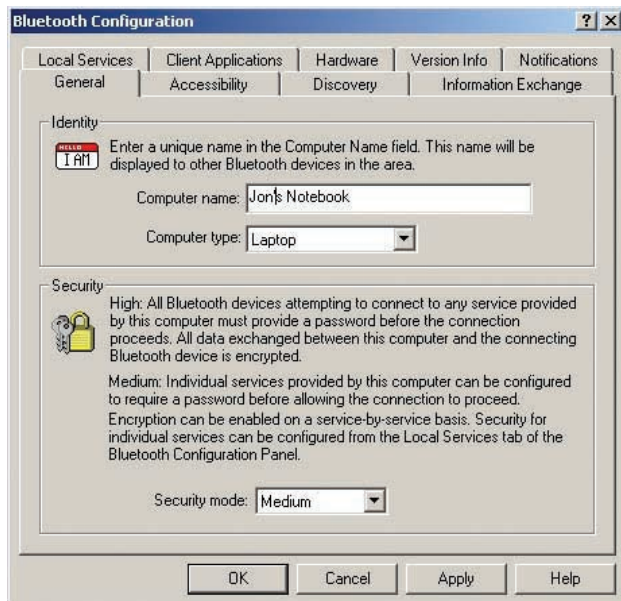 Bluetooth Configuration
? X
Local Services Client Applications Hardware Version Info Notifications
General Accessibility Discovery Information Exchange
Identity
HELLO
I AM
Enter a unique name in the Computer Name field. This name will be
displayed to other Bluetooth devices in the area.
Computer name: Jon's Notebook
Computer type: Laptop
Security
High: All Bluetooth devices attempting to connect to any service provided
by this computer must provide a password before the connection
proceeds. All data exchanged between this computer and the connecting
Bluetooth device is encrypted.
Medium: Individual services provided by this computer can be configured
to require a password before allowing the connection to proceed.
Encryption can be enabled on a service-by-service basis. Security for
individual services can be configured from the Local Services tab of the
Bluetooth Configuration Panel.
Security mode: Medium
OK Cancel Apply Help